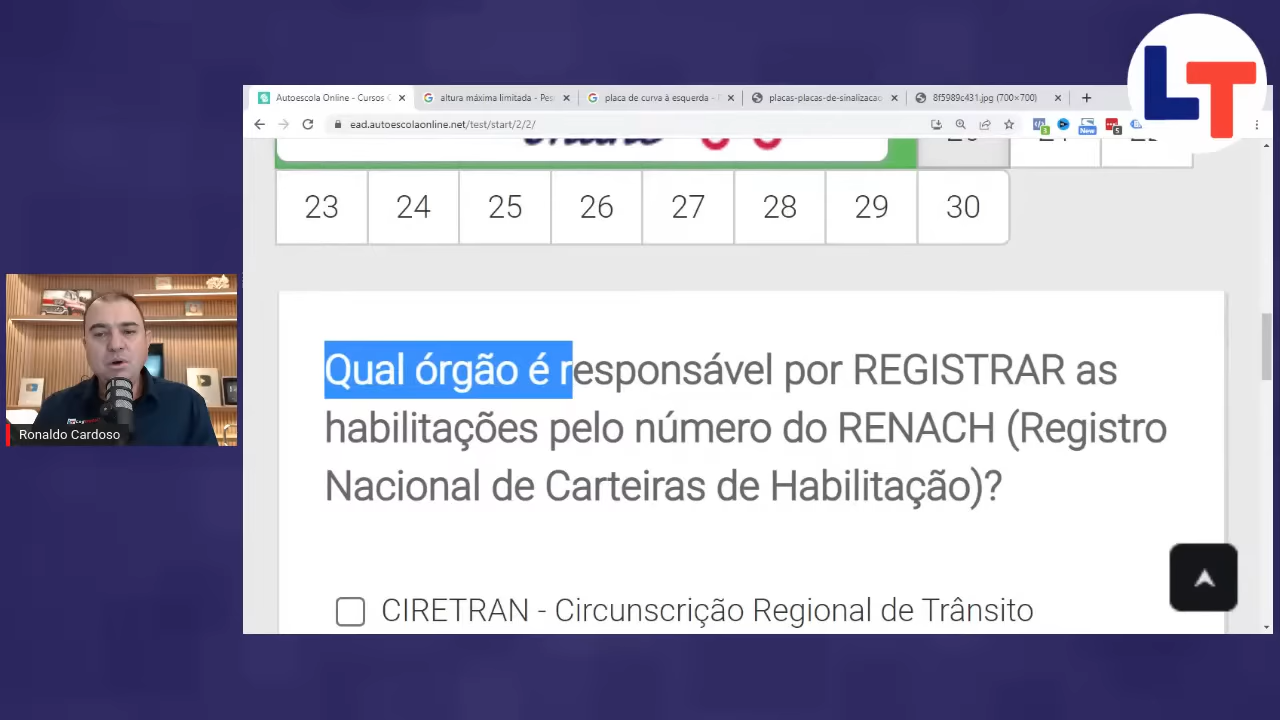 LT
Autoescola Online - Cursos C
altura máxima limitada - Pes
placa de curva à esquerda - P
placas-placas-de-sinalizacao
8f5989c431.jpg (700×700)
ead.autoescolaonline.net/test/start/2/2/
New
5
23 24 25 26 27 28 29 30
Qual órgão é responsável por REGISTRAR as
habilitações pelo número do RENACH (Registro
Nacional de Carteiras de Habilitação)?
Ronaldo Cardoso
CIRETRAN - Circunscrição Regional de Trânsito